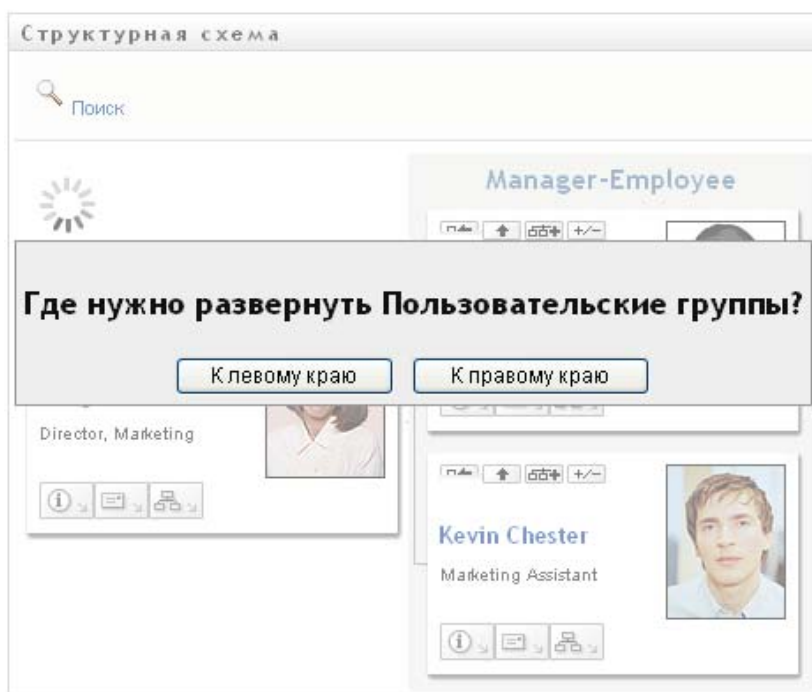 Структурная схема
Поиск
Manager-Employee
+/-
Где нужно развернуть Пользовательские группы?
К левому краю
К правому краю
Director, Marketing
+/-
Kevin Chester
Marketing Assistant